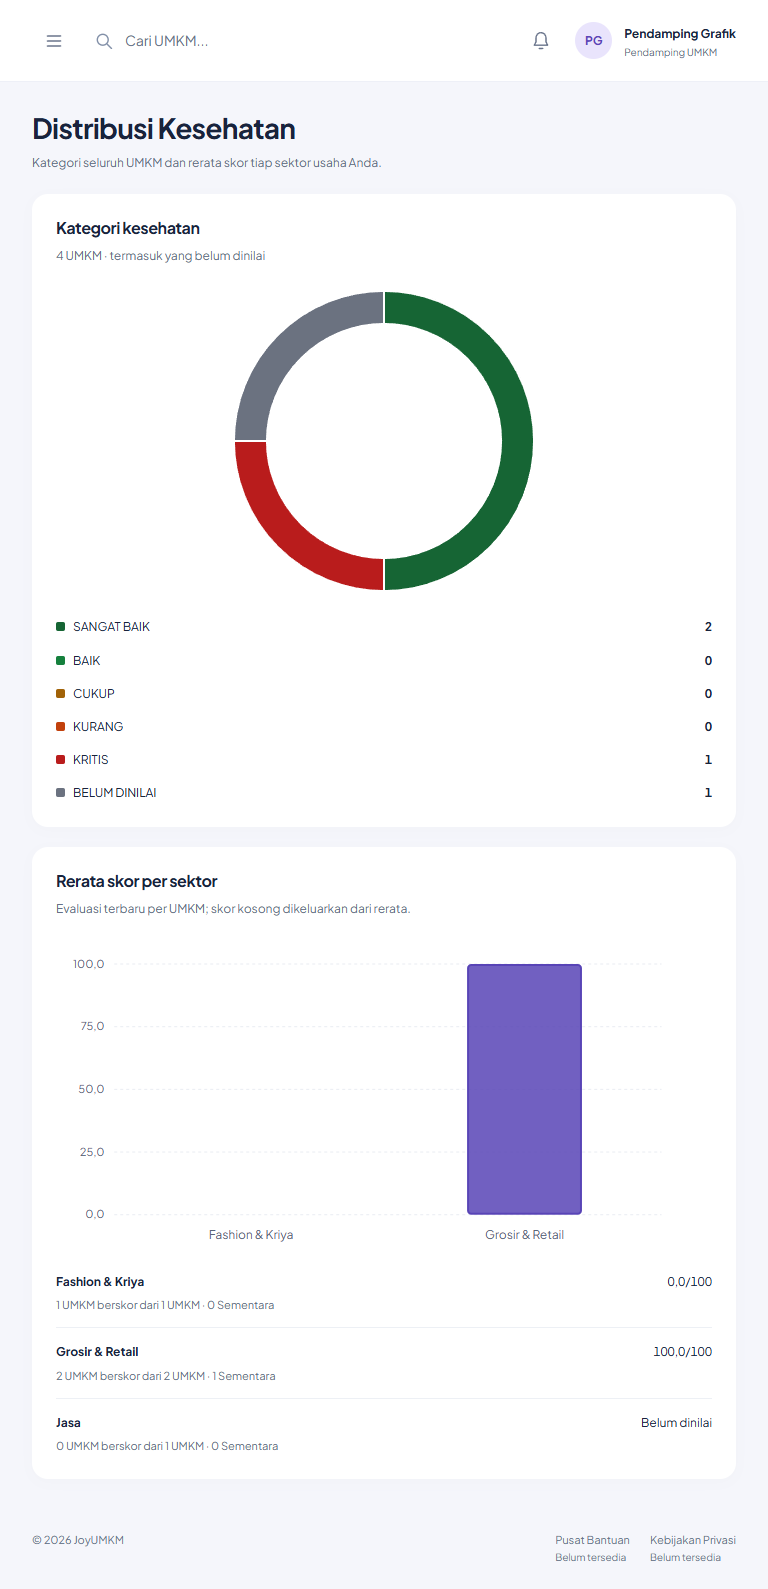 Cari UMKM...
PG
Pendamping Grafik
Pendamping UMKM
Distribusi Kesehatan
Kategori seluruh UMKM dan rerata skor tiap sektor usaha Anda.
Kategori kesehatan
4 UMKM · termasuk yang belum dinilai
SANGAT BAIK 2
BAIK 0
CUKUP 0
KURANG 0
KRITIS 1
BELUM DINILAI 1
Rerata skor per sektor
Evaluasi terbaru per UMKM; skor kosong dikeluarkan dari rerata.
100,0
75,0
50,0
25,0
0,0
Fashion & Kriya Grosir & Retail
Fashion & Kriya 0,0/100
1 UMKM berskor dari 1 UMKM · 0 Sementara
Grosir & Retail 100,0/100
2 UMKM berskor dari 2 UMKM · 1 Sementara
Jasa Belum dinilai
0 UMKM berskor dari 1 UMKM · 0 Sementara
© 2026 JoyUMKM Pusat Bantuan Kebijakan Privasi
Belum tersedia Belum tersedia